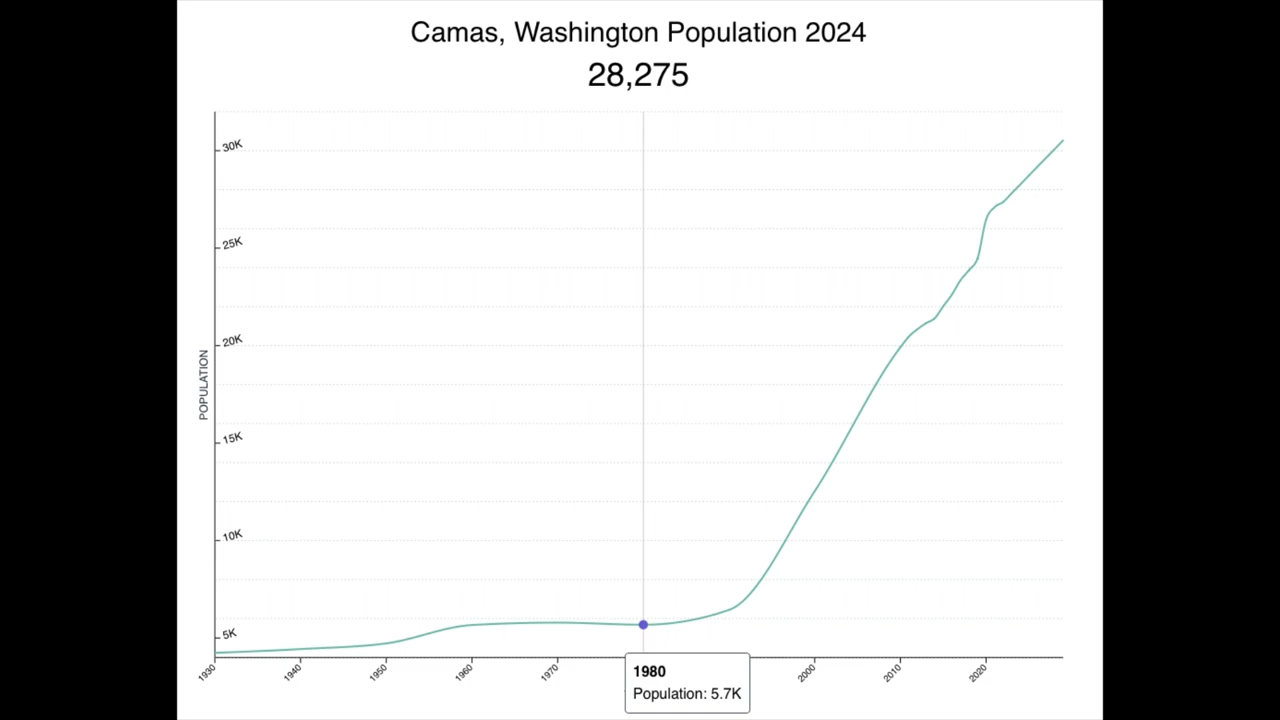 Camas, Washington Population 2024
28,275
30K
25K
20K
15K
10K
5K
POPULATION
1930
1940
1950
1960
1970
2000
2010
2020
1980
Population: 5.7K